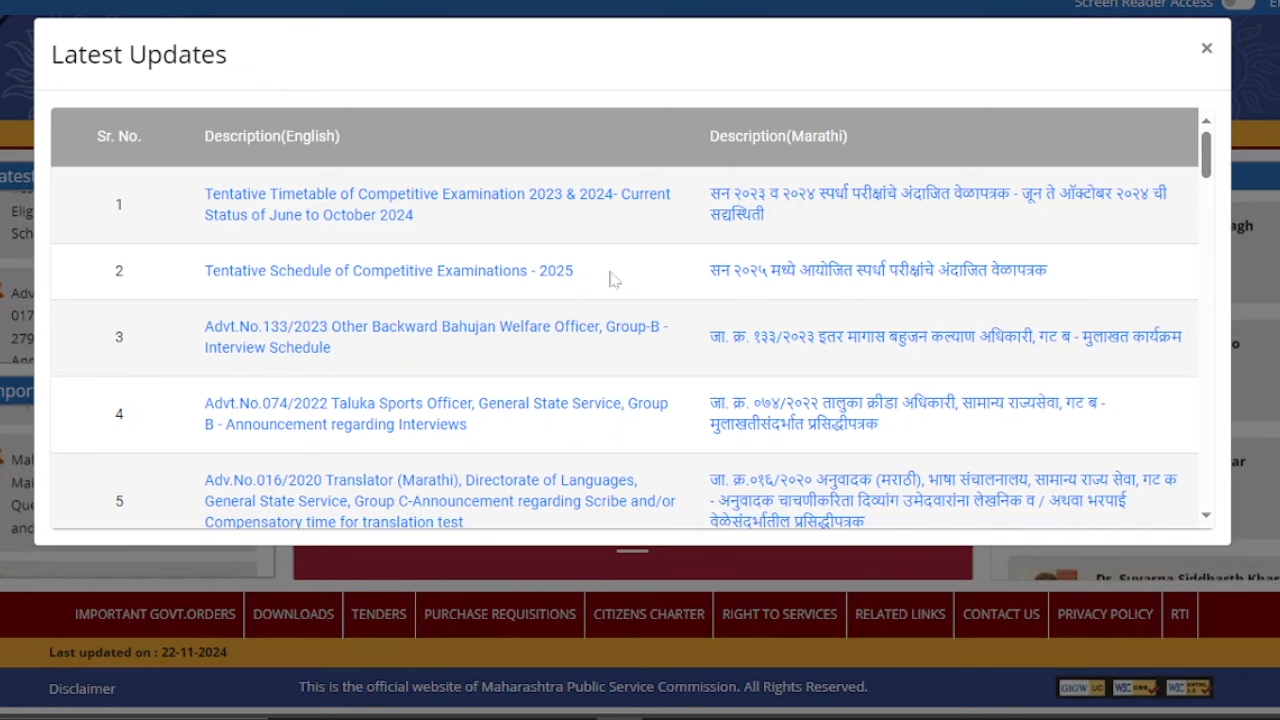 Screen Reader Access
Latest Updates
×
Sr. No. Description(English) Description(Marathi)
1
Tentative Timetable of Competitive Examination 2023 & 2024- Current
Status of June to October 2024
सन २०२३ व २०२४ स्पर्धा परीक्षांचे अंदाजित वेळापत्रक - जून ते ऑक्टोबर २०२४ ची
सद्यस्थिती
2
Tentative Schedule of Competitive Examinations - 2025
सन २०२५ मध्ये आयोजित स्पर्धा परीक्षांचे अंदाजित वेळापत्रक
3
Advt.No.133/2023 Other Backward Bahujan Welfare Officer, Group-B -
Interview Schedule
जा. क्र. १३३/२०२३ इतर मागास बहुजन कल्याण अधिकारी, गट ब - मुलाखत कार्यक्रम
4
Advt.No.074/2022 Taluka Sports Officer, General State Service, Group
B - Announcement regarding Interviews
जा. क्र. ०७४/२०२२ तालुका क्रीडा अधिकारी, सामान्य राज्यसेवा, गट ब -
मुलाखतीसंदर्भात प्रसिद्धीपत्रक
5
Adv.No.016/2020 Translator (Marathi), Directorate of Languages,
General State Service, Group C-Announcement regarding Scribe and/or
Compensatory time for translation test
जा. क्र.०१६/२०२० अनुवादक (मराठी), भाषा संचालनालय, सामान्य राज्य सेवा, गट क
- अनुवादक चाचणीकरिता दिव्यांग उमेदवारांना लेखनिक व / अथवा भरपाई
वेळेसंदर्भातील प्रसिद्धीपत्रक
Dr. Suvarna Siddharth Khar
IMPORTANT GOVT.ORDERS DOWNLOADS TENDERS PURCHASE REQUISITIONS CITIZENS CHARTER RIGHT TO SERVICES RELATED LINKS CONTACT US PRIVACY POLICY RTI
Last updated on : 22-11-2024
Disclaimer
This is the official website of Maharashtra Public Service Commission. All Rights Reserved.